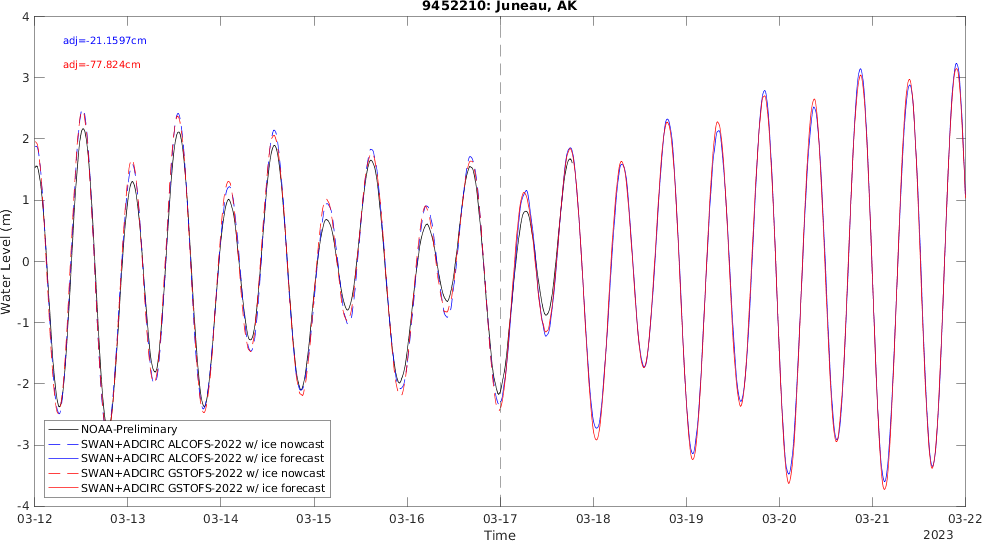 9452210: Juneau, AK
adj=-21.1597cm
adj=-77.824cm
Water Level (m)
4
3
2
1
0
-1
-2
-3
-4
NOAA-Preliminary
SWAN+ADCIRC ALCOFS-2022 w/ ice nowcast
SWAN+ADCIRC ALCOFS-2022 w/ ice forecast
SWAN+ADCIRC GSTOFS-2022 w/ ice nowcast
SWAN+ADCIRC GSTOFS-2022 w/ ice forecast
03-12 03-13 03-14 03-15 03-16 03-17 03-18 03-19 03-20 03-21 03-22
Time
2023